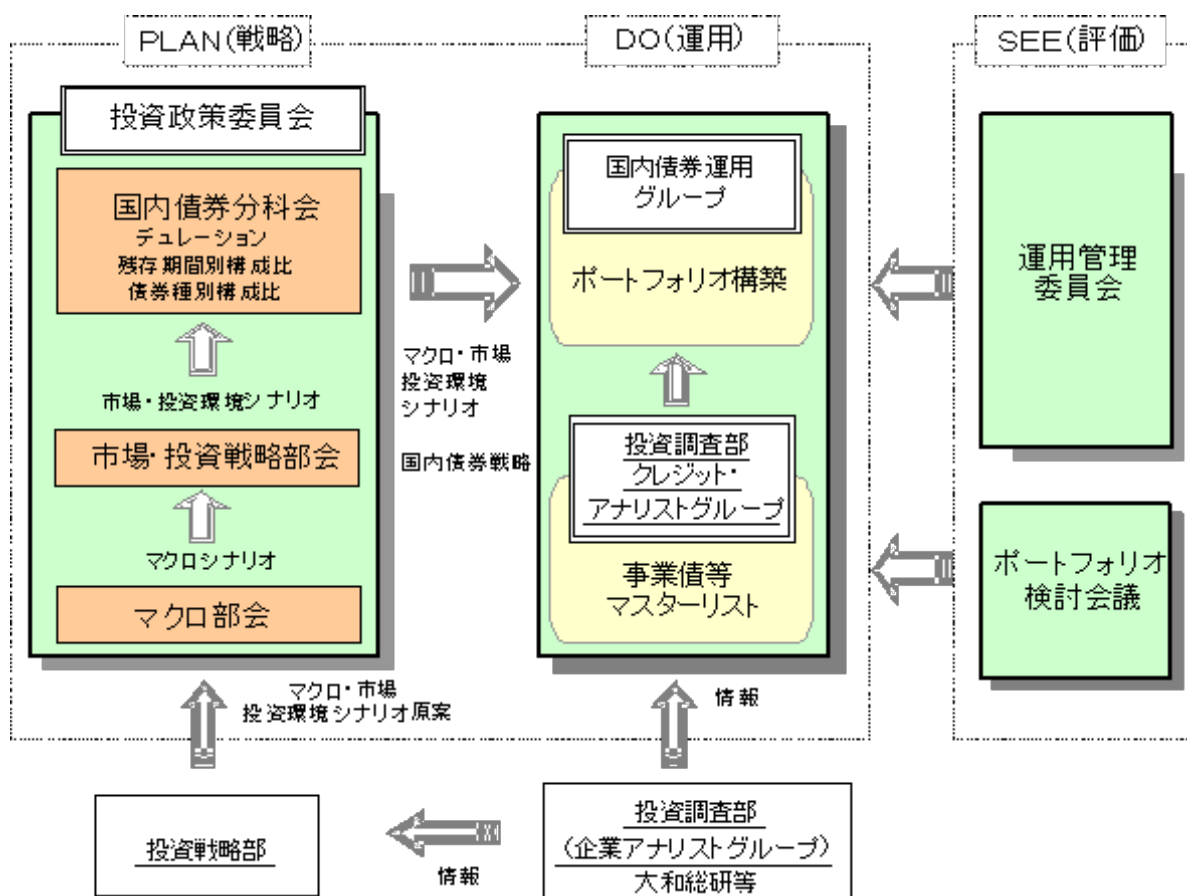 PLAN(戦略)
投資政策委員会
国内債券分科会
デュレーション
残存期間別構成比
債券種別構成比
市場・投資環境シナリオ
市場・投資戦略部会
マクロシナリオ
マクロ部会
マクロ・市場
投資環境シナリオ原案
投資戦略部
マクロ・市場
投資環境
シナリオ
国内債券戦略
DO(運用)
国内債券運用
グループ
ポートフォリオ構築
投資調査部
クレジット・
アナリストグループ
事業債等
マスターリスト
情報
投資調査部
(企業アナリストグループ)
大和総研等
情報
SEE(評価)
運用管理
委員会
ポートフォリオ
検討会議